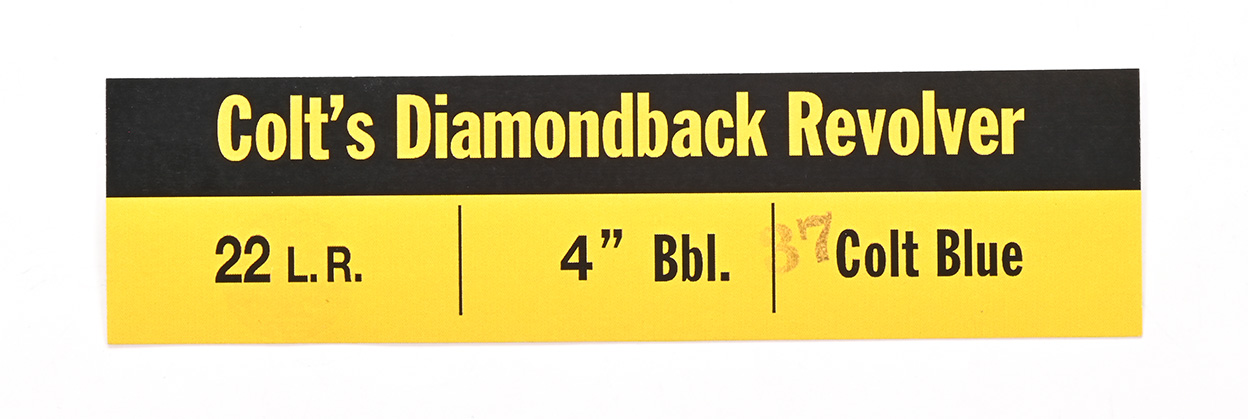 Colt's Diamondback Revolver
22 L.R. 4" Bbl. 37 Colt Blue